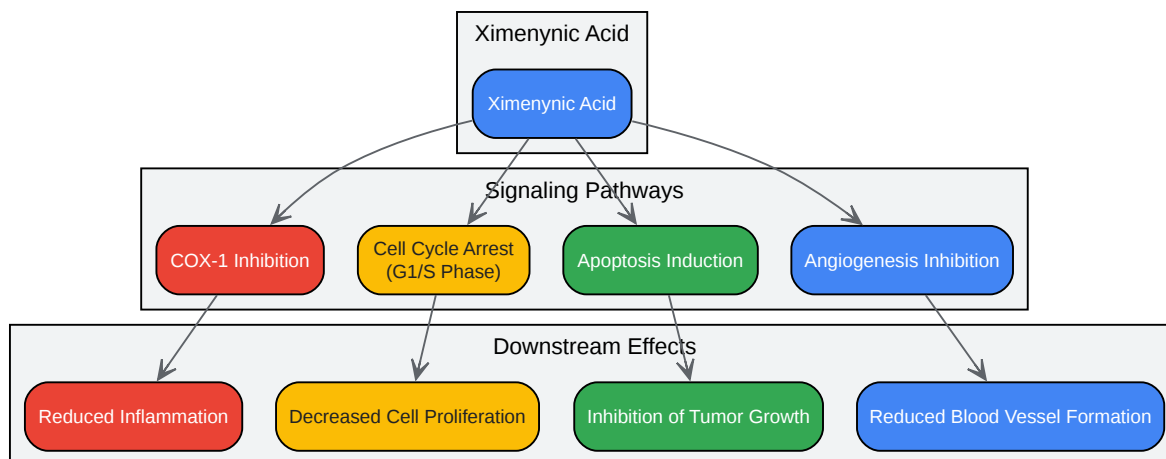 Ximenynic Acid
Ximenynic Acid
Signaling Pathways
COX-1 Inhibition
Cell Cycle Arrest
(G1/S Phase)
Apoptosis Induction
Angiogenesis Inhibition
Downstream Effects
Reduced Inflammation
Decreased Cell Proliferation
Inhibition of Tumor Growth
Reduced Blood Vessel Formation